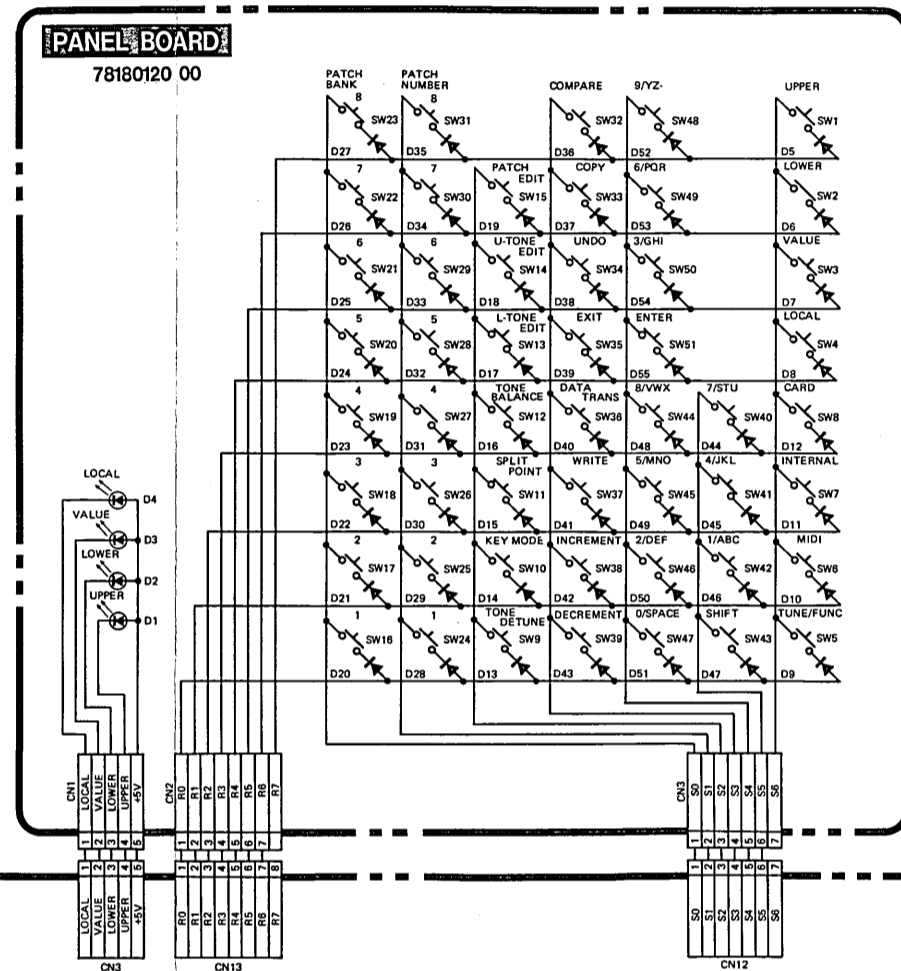 PANEL BOARD
78180120 00
PATCH BANK
PATCH NUMBER
COMPARE
9/YZ-
UPPER
8 SW23 8 SW31 SW32 SW48 SW1
D27 D35 D36 D52 D5
7 7 PATCH EDIT COPY 6/PQR LOWER
SW22 SW30 SW15 SW33 SW49 SW2
D26 D34 D19 D37 D53 D6
6 6 U-TONE EDIT UNDO 3/GHI VALUE
SW21 SW29 SW14 SW34 SW50 SW3
D25 D33 D18 D38 D54 D7
5 5 L-TONE EDIT EXIT ENTER LOCAL
SW20 SW28 SW13 SW35 SW51 SW4
D24 D32 D17 D39 D55 D8
4 4 TONE BALANCE DATA TRANS 8/VWX 7/STU CARD
SW19 SW27 SW12 SW36 SW44 SW40 SW8
D23 D31 D16 D40 D48 D44 D12
3 3 SPLIT POINT WRITE 5/MNO 4/JKL INTERNAL
SW18 SW26 SW11 SW37 SW45 SW41 SW7
D22 D30 D15 D41 D49 D45 D11
2 2 KEY MODE INCREMENT 2/DEF 1/ABC MIDI
SW17 SW25 SW10 SW38 SW46 SW42 SW6
D21 D29 D14 D42 D50 D46 D10
1 1 TONE DETUNE DECREMENT 0/SPACE SHIFT TUNE/FUNC
SW16 SW24 SW9 SW39 SW47 SW43 SW5
D20 D28 D13 D43 D51 D47 D9
LOCAL D4
VALUE D3
LOWER D2
UPPER D1
CN1 LOCAL VALUE LOWER UPPER +5V
CN2 R0 R1 R2 R3 R4 R5 R6 R7
CN3 S0 S1 S2 S3 S4 S5 S6
1 2 3 4 5
1 2 3 4 5 6 7
1 2 3 4 5 6 7
1 2 3 4 5
1 2 3 4 5 6 7 8
1 2 3 4 5 6 7
LOCAL VALUE LOWER UPPER +5V
R0 R1 R2 R3 R4 R5 R6 R7
S0 S1 S2 S3 S4 S5 S6
CN3
CN13
CN12